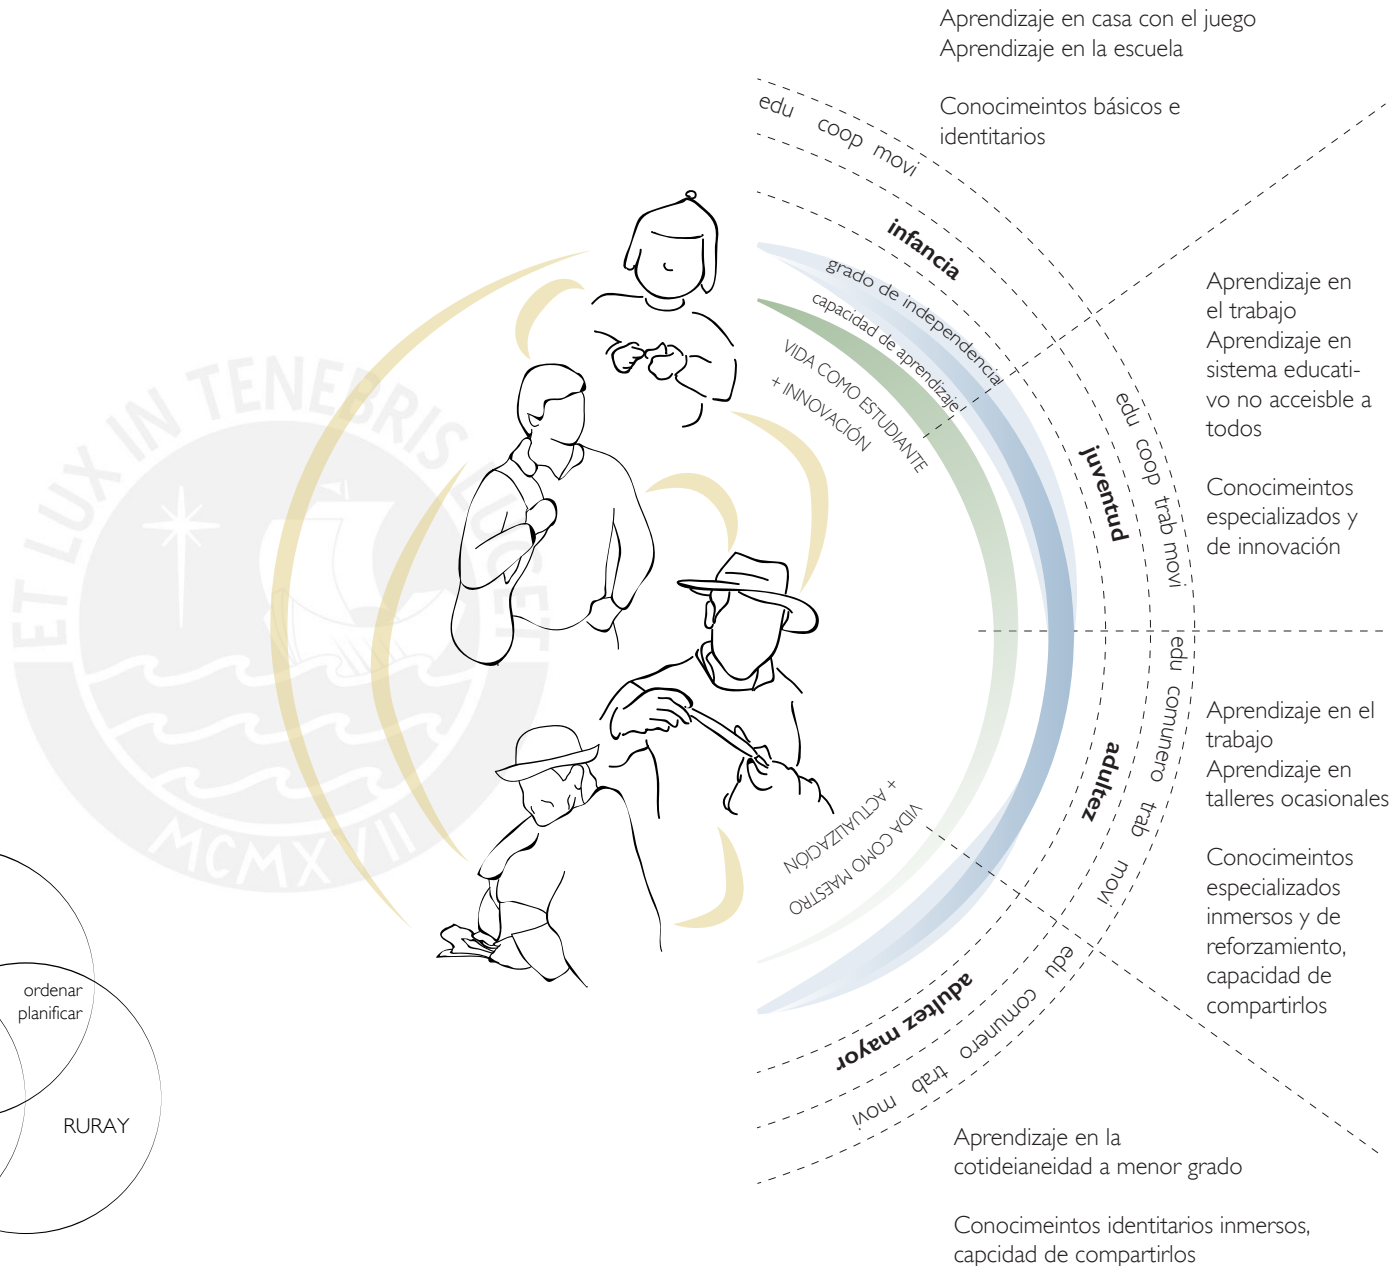 Aprendizaje en casa con el juego
Aprendizaje en la escuela
Conocimeintos básicos e
identitarios
edu coop movi
infancia
grado de independencia
capacidad de aprendizaje
VIDA COMO ESTUDIANTE
+ INNOVACIÓN
Aprendizaje en
el trabajo
Aprendizaje en
sistema educati-
vo no acceisble a
todos
Conocimeintos
especializados y
de innovación
edu coop trab movi
juventud
edu comunero trab movi
adultez
Aprendizaje en el
trabajo
Aprendizaje en
talleres ocasionales
Conocimeintos
especializados
inmersos y de
reforzamiento,
capacidad de
compartirlos
VIDA COMO MAESTRO
+ ACTUALIZACIÓN
edu comunero trab movi
adultez mayor
Aprendizaje en la
cotideianeidad a menor grado
Conocimeintos identitarios inmersos,
capcidad de compartirlos
ordenar
planificar
RURAY
ET LUX IN TENEBRIS LUCET
MCMXVII